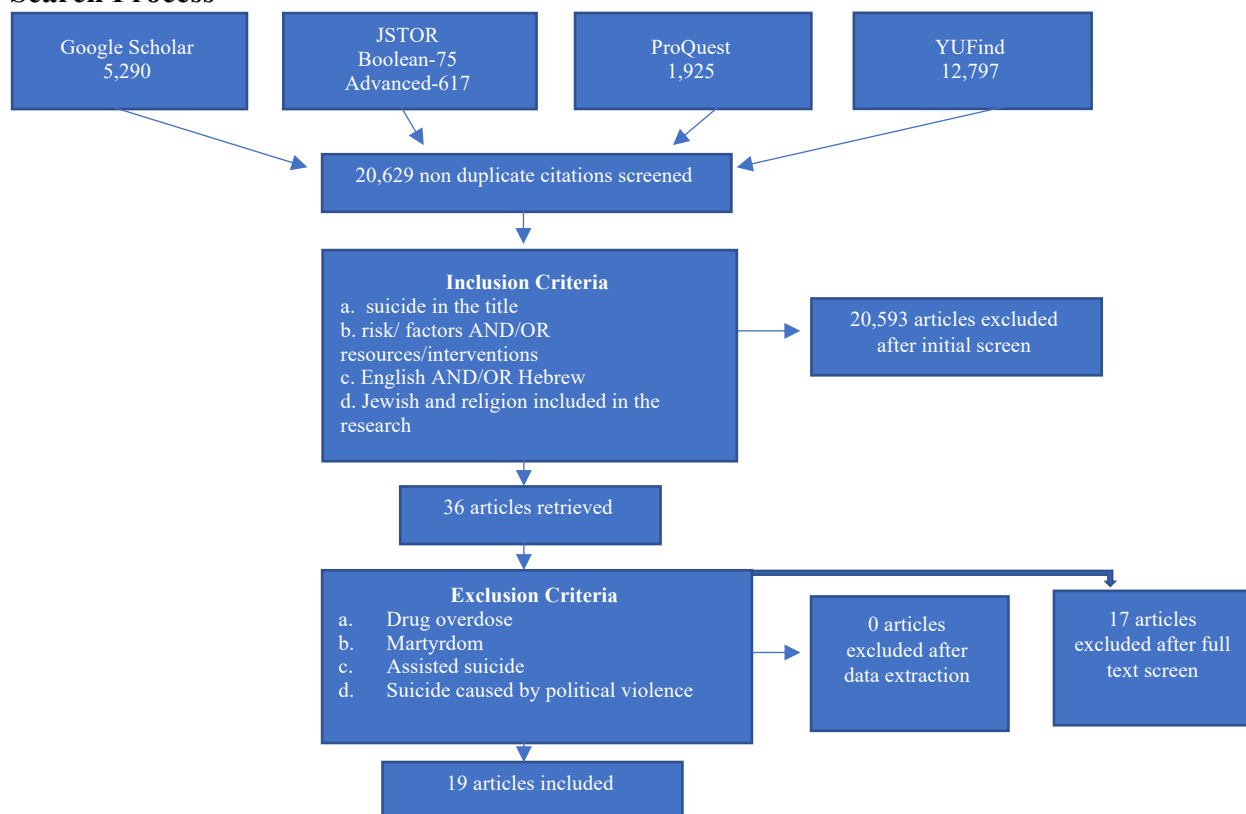 Search Process
Google Scholar
5,290
JSTOR
Boolean-75
Advanced-617
ProQuest
1,925
YUFind
12,797
20,629 non duplicate citations screened
Inclusion Criteria
a. suicide in the title
b. risk/ factors AND/OR
resources/interventions
c. English AND/OR Hebrew
d. Jewish and religion included in the
research
20,593 articles excluded
after initial screen
36 articles retrieved
Exclusion Criteria
a. Drug overdose
b. Martyrdom
c. Assisted suicide
d. Suicide caused by political violence
0 articles
excluded after
data extraction
17 articles
excluded after full
text screen
19 articles included